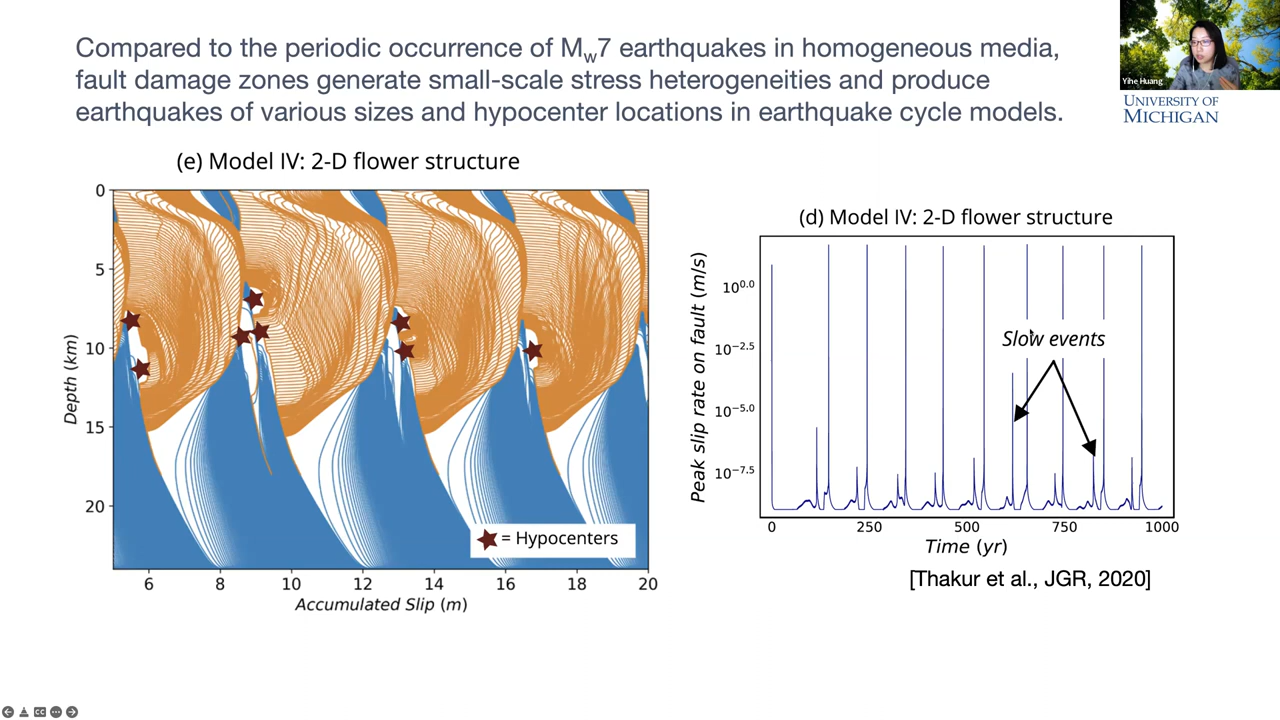 Compared to the periodic occurrence of Mw7 earthquakes in homogeneous media,
fault damage zones generate small-scale stress heterogeneities and produce
earthquakes of various sizes and hypocenter locations in earthquake cycle models.
Yihe Huang
UNIVERSITY OF
MICHIGAN
(e) Model IV: 2-D flower structure
0
5
10
15
20
Depth (km)
= Hypocenters
6 8 10 12 14 16 18 20
Accumulated Slip (m)
(d) Model IV: 2-D flower structure
Peak slip rate on fault (m/s)
10^0.0
10^-2.5
10^-5.0
10^-7.5
Slow events
0 250 500 750 1000
Time (yr)
[Thakur et al., JGR, 2020]